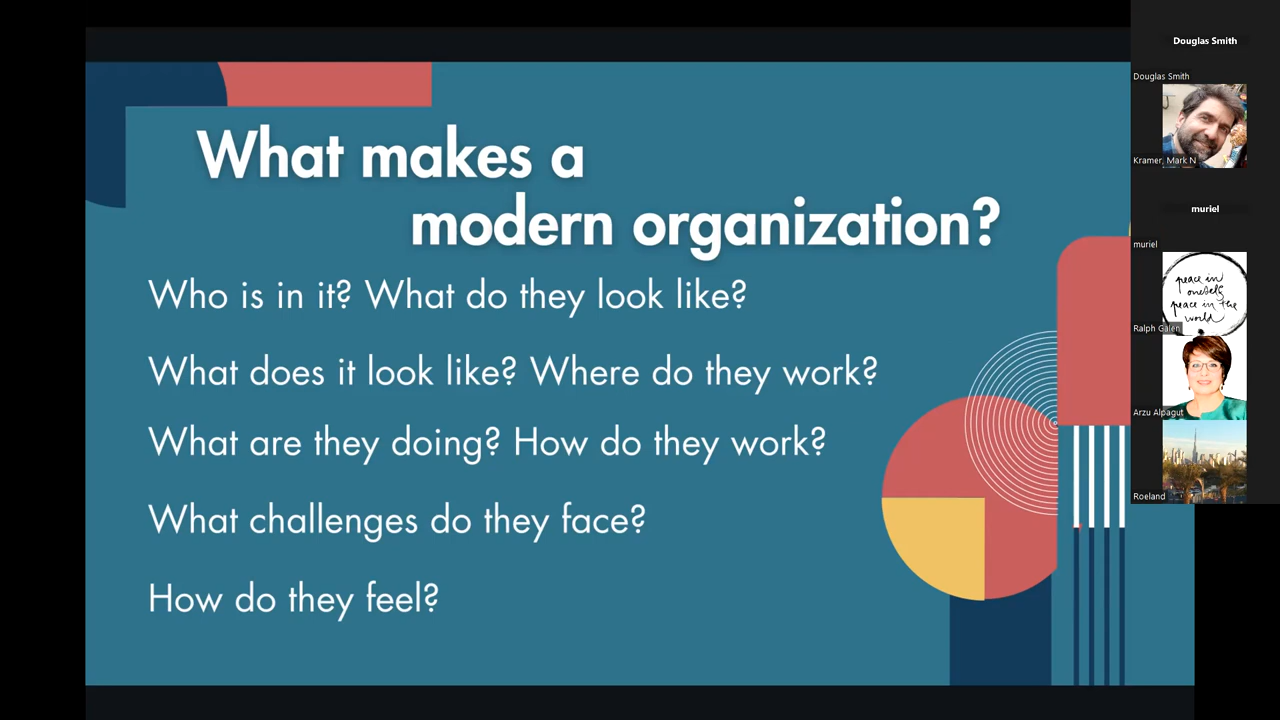 What makes a
modern organization?
Who is in it? What do they look like?
What does it look like? Where do they work?
What are they doing? How do they work?
What challenges do they face?
How do they feel?
Douglas Smith
Douglas Smith
Kramer, Mark N
muriel
muriel
peace in
oneself
peace in the
world
Ralph Galen
Arzu Alpagut
Roeland